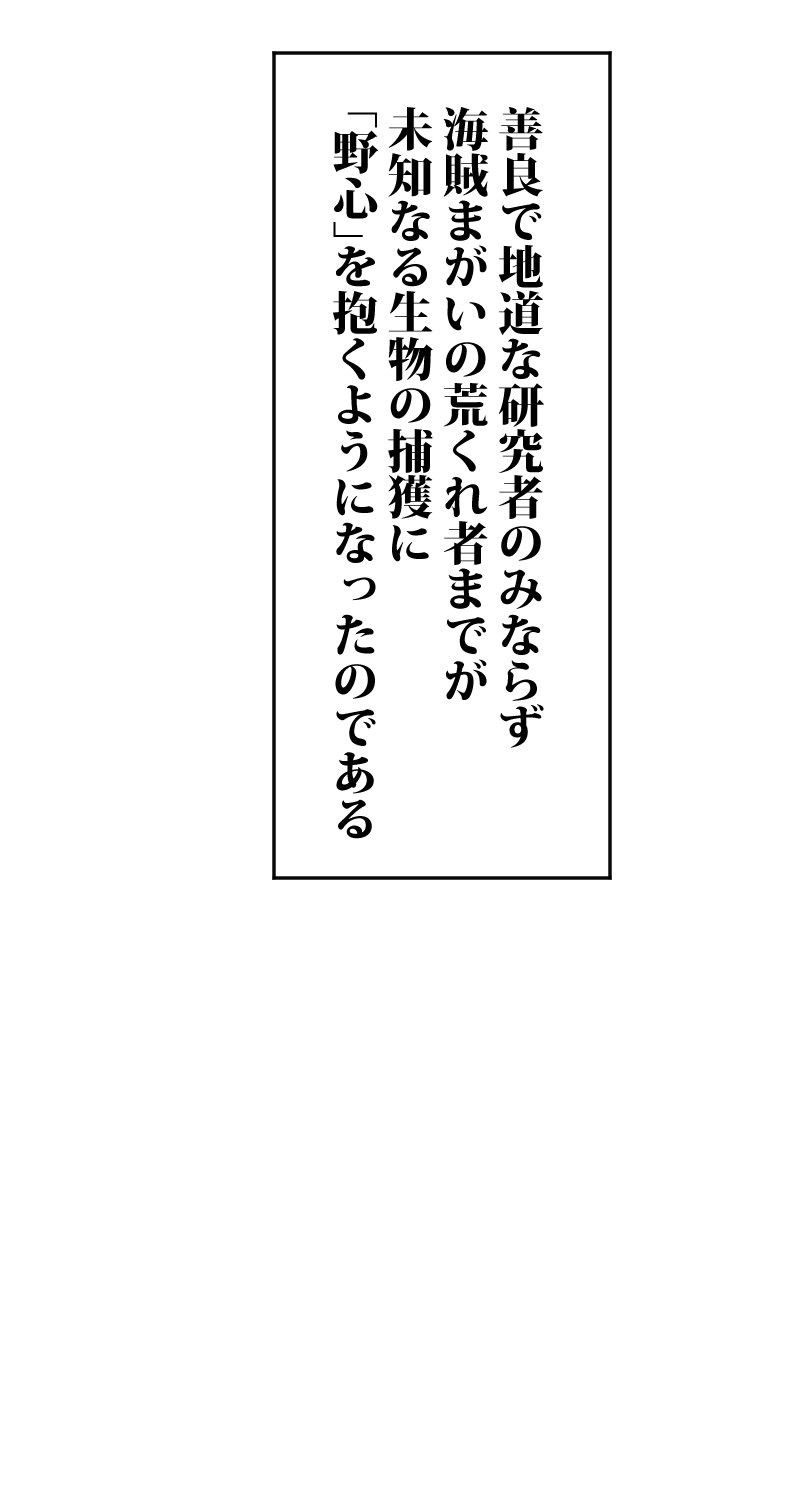 善良で地道な研究者のみならず
海賊まがいの荒くれ者までが
未知なる生物の捕獲に
「野心」を抱くようになったのである